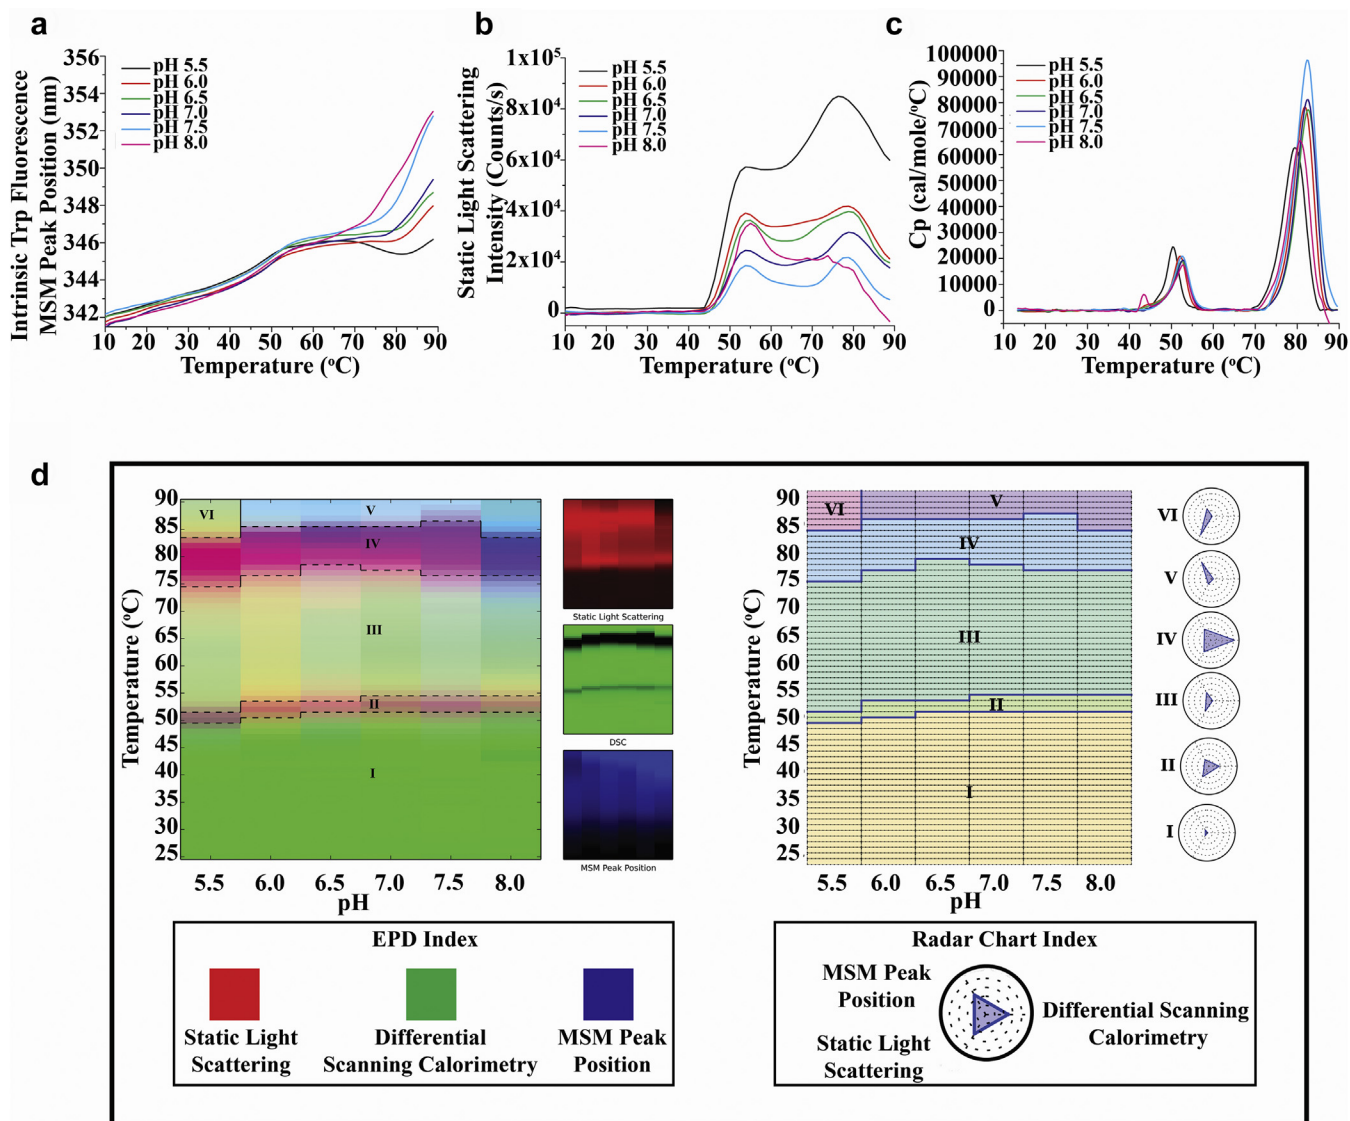 a
Intrinsic Trp Fluorescence
MSM Peak Position (nm)
356
354
352
350
348
346
344
342
pH 5.5
pH 6.0
pH 6.5
pH 7.0
pH 7.5
pH 8.0
10 20 30 40 50 60 70 80 90
Temperature (ºC)
b
Static Light Scattering
Intensity (Counts/s)
1x10⁵
8x10⁴
6x10⁴
4x10⁴
2x10⁴
0
pH 5.5
pH 6.0
pH 6.5
pH 7.0
pH 7.5
pH 8.0
10 20 30 40 50 60 70 80 90
Temperature (ºC)
c
Cp (cal/mole/ºC)
100000
90000
80000
70000
60000
50000
40000
30000
20000
10000
0
pH 5.5
pH 6.0
pH 6.5
pH 7.0
pH 7.5
pH 8.0
10 20 30 40 50 60 70 80 90
Temperature (ºC)
d
Temperature (ºC)
90
85
80
75
70
65
60
55
50
45
40
35
30
25
VI
V
IV
III
II
I
5.5 6.0 6.5 7.0 7.5 8.0
pH
Static Light Scattering
DSC
MSM Peak Position
Temperature (ºC)
90
85
80
75
70
65
60
55
50
45
40
35
30
25
VI
V
IV
III
II
I
5.5 6.0 6.5 7.0 7.5 8.0
pH
VI
V
IV
III
II
I
EPD Index
Static Light
Scattering
Differential
Scanning Calorimetry
MSM Peak
Position
Radar Chart Index
MSM Peak
Position
Static Light
Scattering
Differential Scanning
Calorimetry